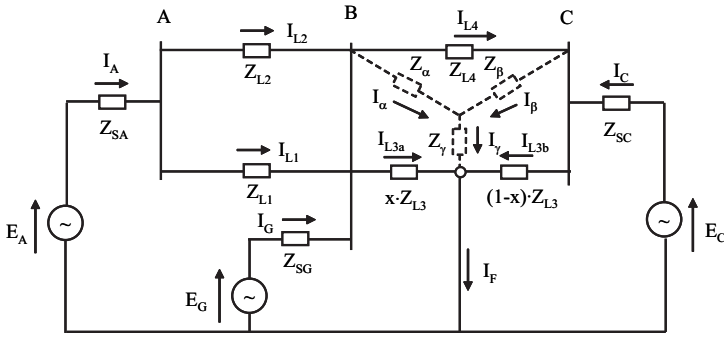 A
B
C
I_L4
I_L2
I_A
Z_L2
Z_α
Z_L4
Z_β
I_C
Z_SA
I_α
I_β
Z_SC
I_L1
I_L3a
Z_γ
I_γ
I_L3b
Z_L1
x·Z_L3
(1-x)·Z_L3
I_G
E_A
~
Z_SG
~
E_C
E_G
~
I_F